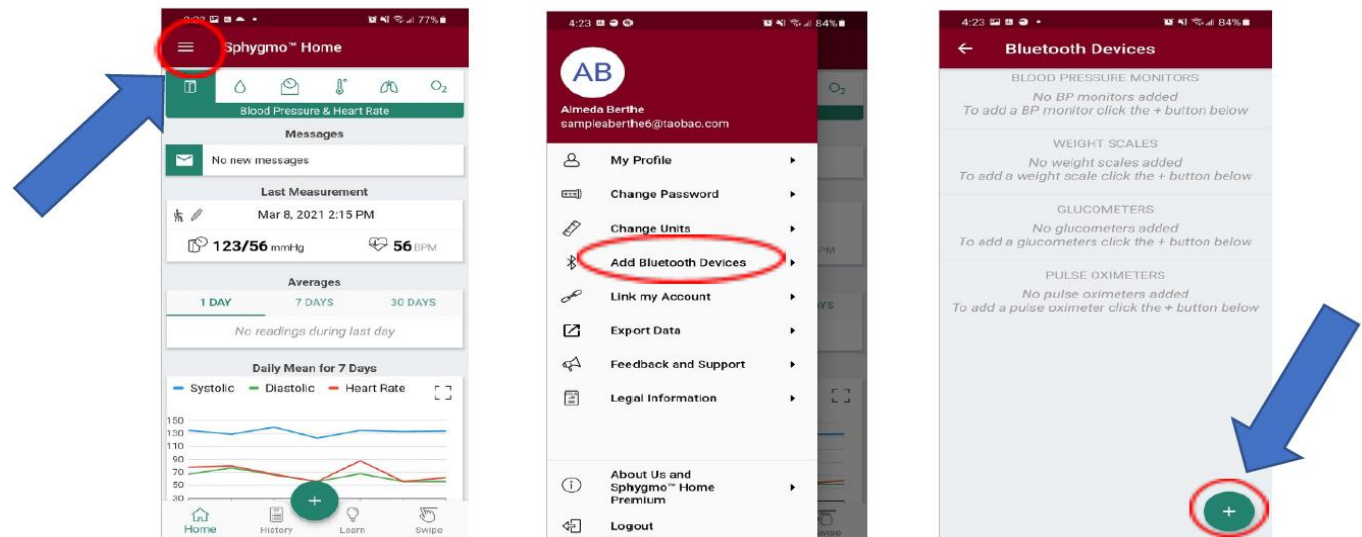 77%
Sphygmo™ Home
O2
Blood Pressure & Heart Rate
Messages
No new messages
Last Measurement
Mar 8, 2021 2:15 PM
123/56 mmHg
56 BPM
Averages
1 DAY 7 DAYS 30 DAYS
No readings during last day
Daily Mean for 7 Days
Systolic Diastolic Heart Rate
150
130
110
90
70
50
30
+
Home History Learn Swipe
4:23 84%
AB
Almeda Berthe
sampleaberthe6@taobao.com
My Profile
Change Password
Change Units
Add Bluetooth Devices
Link my Account
Export Data
Feedback and Support
Legal Information
About Us and
Sphygmo™ Home
Premium
Logout
O2
4:23 84%
Bluetooth Devices
BLOOD PRESSURE MONITORS
No BP monitors added
To add a BP monitor click the + button below
WEIGHT SCALES
No weight scales added
To add a weight scale click the + button below
GLUCOMETERS
No glucometers added
To add a glucometers click the + button below
PULSE OXIMETERS
No pulse oximeters added
To add a pulse oximeter click the + button below
+